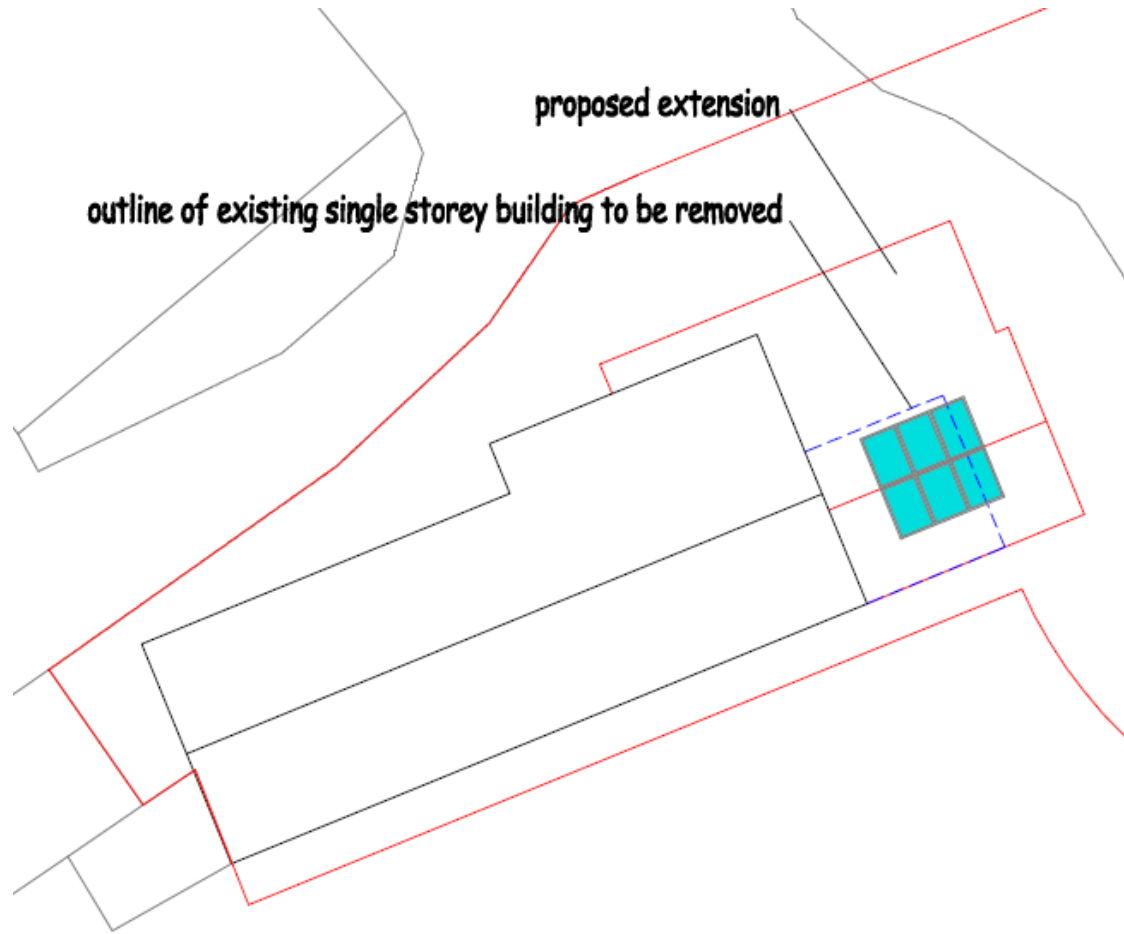 proposed extension
outline of existing single storey building to be removed